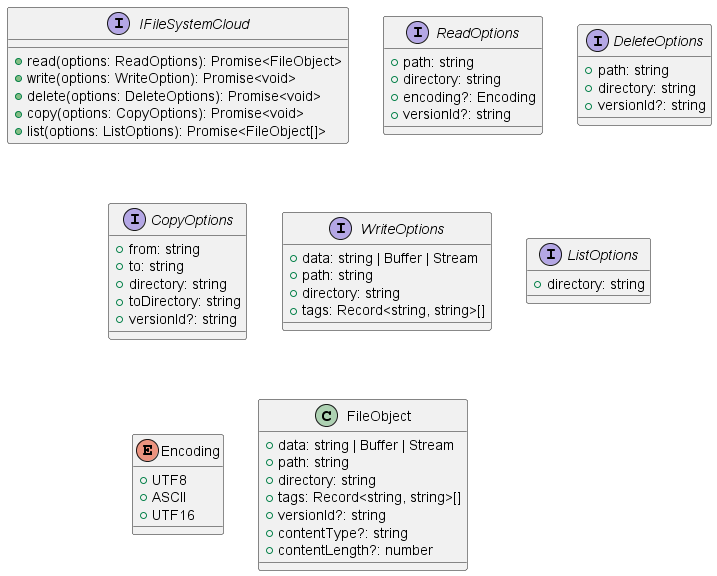 I IFileSystemCloud
read(options: ReadOptions): Promise<FileObject>
write(options: WriteOption): Promise<void>
delete(options: DeleteOptions): Promise<void>
copy(options: CopyOptions): Promise<void>
list(options: ListOptions): Promise<FileObject[]>
I ReadOptions
path: string
directory: string
encoding?: Encoding
versionId?: string
I DeleteOptions
path: string
directory: string
versionId?: string
I CopyOptions
from: string
to: string
directory: string
toDirectory: string
versionId?: string
I WriteOptions
data: string | Buffer | Stream
path: string
directory: string
tags: Record<string, string>[]
I ListOptions
directory: string
E Encoding
UTF8
ASCII
UTF16
C FileObject
data: string | Buffer | Stream
path: string
directory: string
tags: Record<string, string>[]
versionId?: string
contentType?: string
contentLength?: number